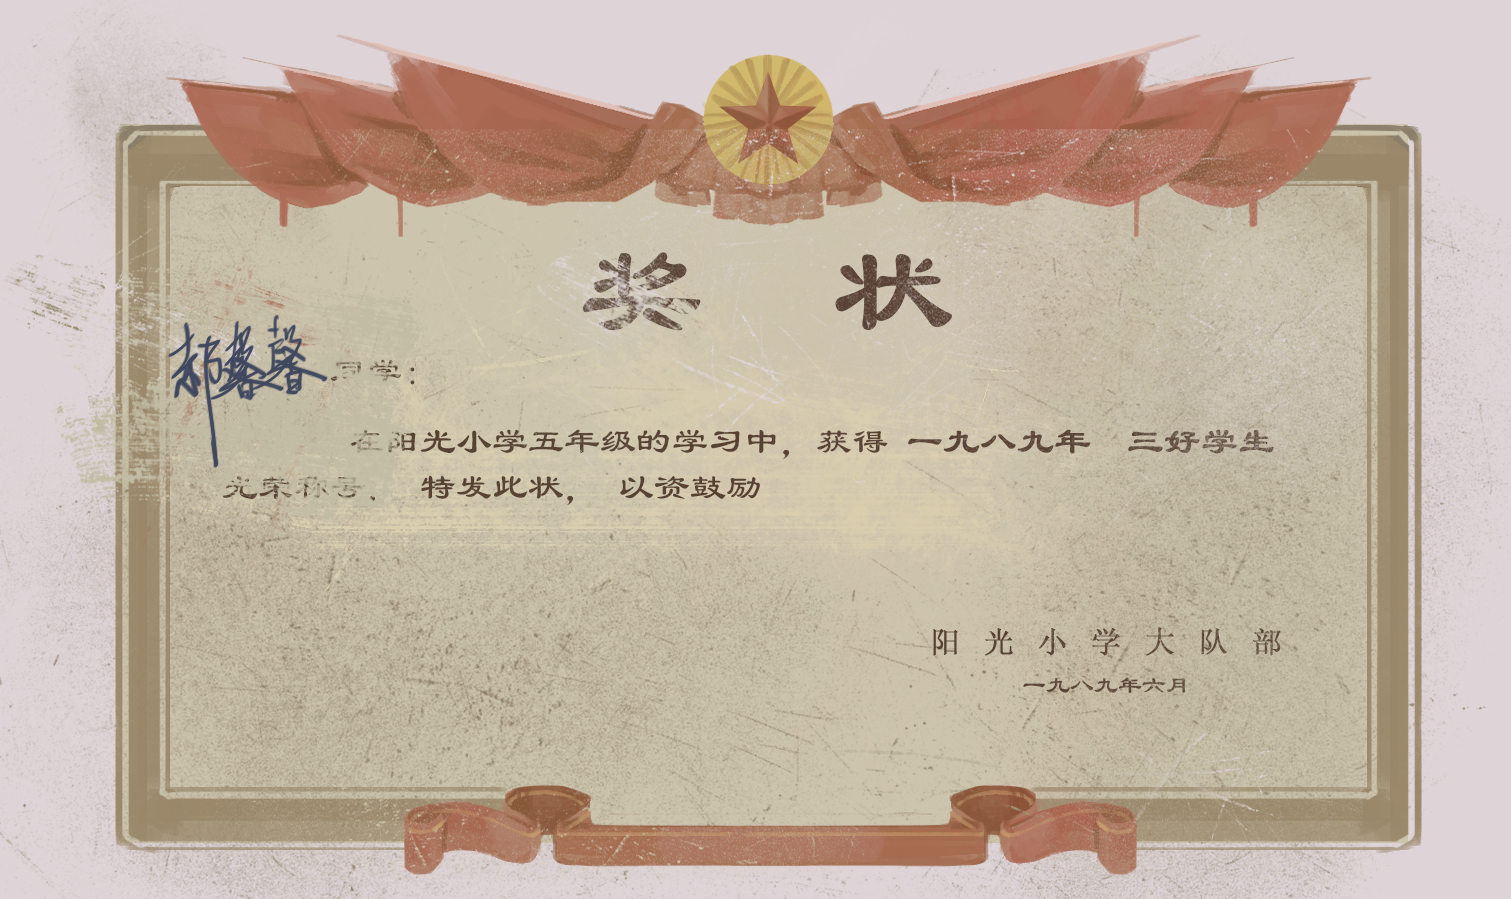 奖 状
郝馨馨 同学：
在阳光小学五年级的学习中，获得 一九八九年 三好学生
光荣称号、 特发此状， 以资鼓励
阳光小学大队部
一九八九年六月